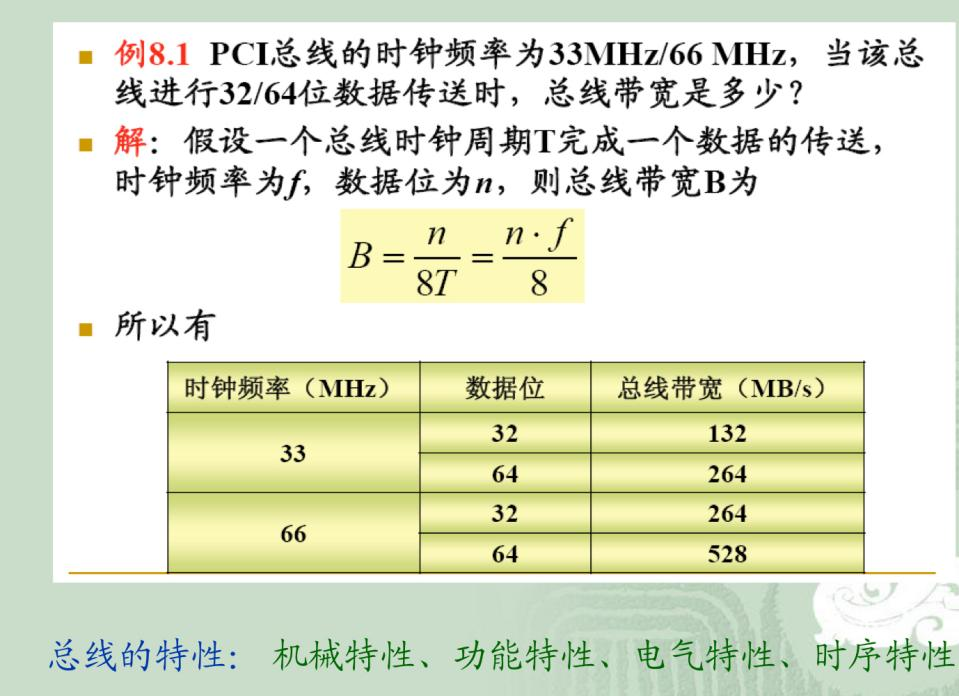 例8.1 PCI总线的时钟频率为33MHz/66 MHz，当该总
线进行32/64位数据传送时，总线带宽是多少？
解：假设一个总线时钟周期T完成一个数据的传送，
时钟频率为f，数据位为n，则总线带宽B为
B = n/8T = n·f/8
所以有
时钟频率（MHz） 数据位 总线带宽（MB/s）
33 32 132
64 264
66 32 264
64 528
总线的特性： 机械特性、功能特性、电气特性、时序特性